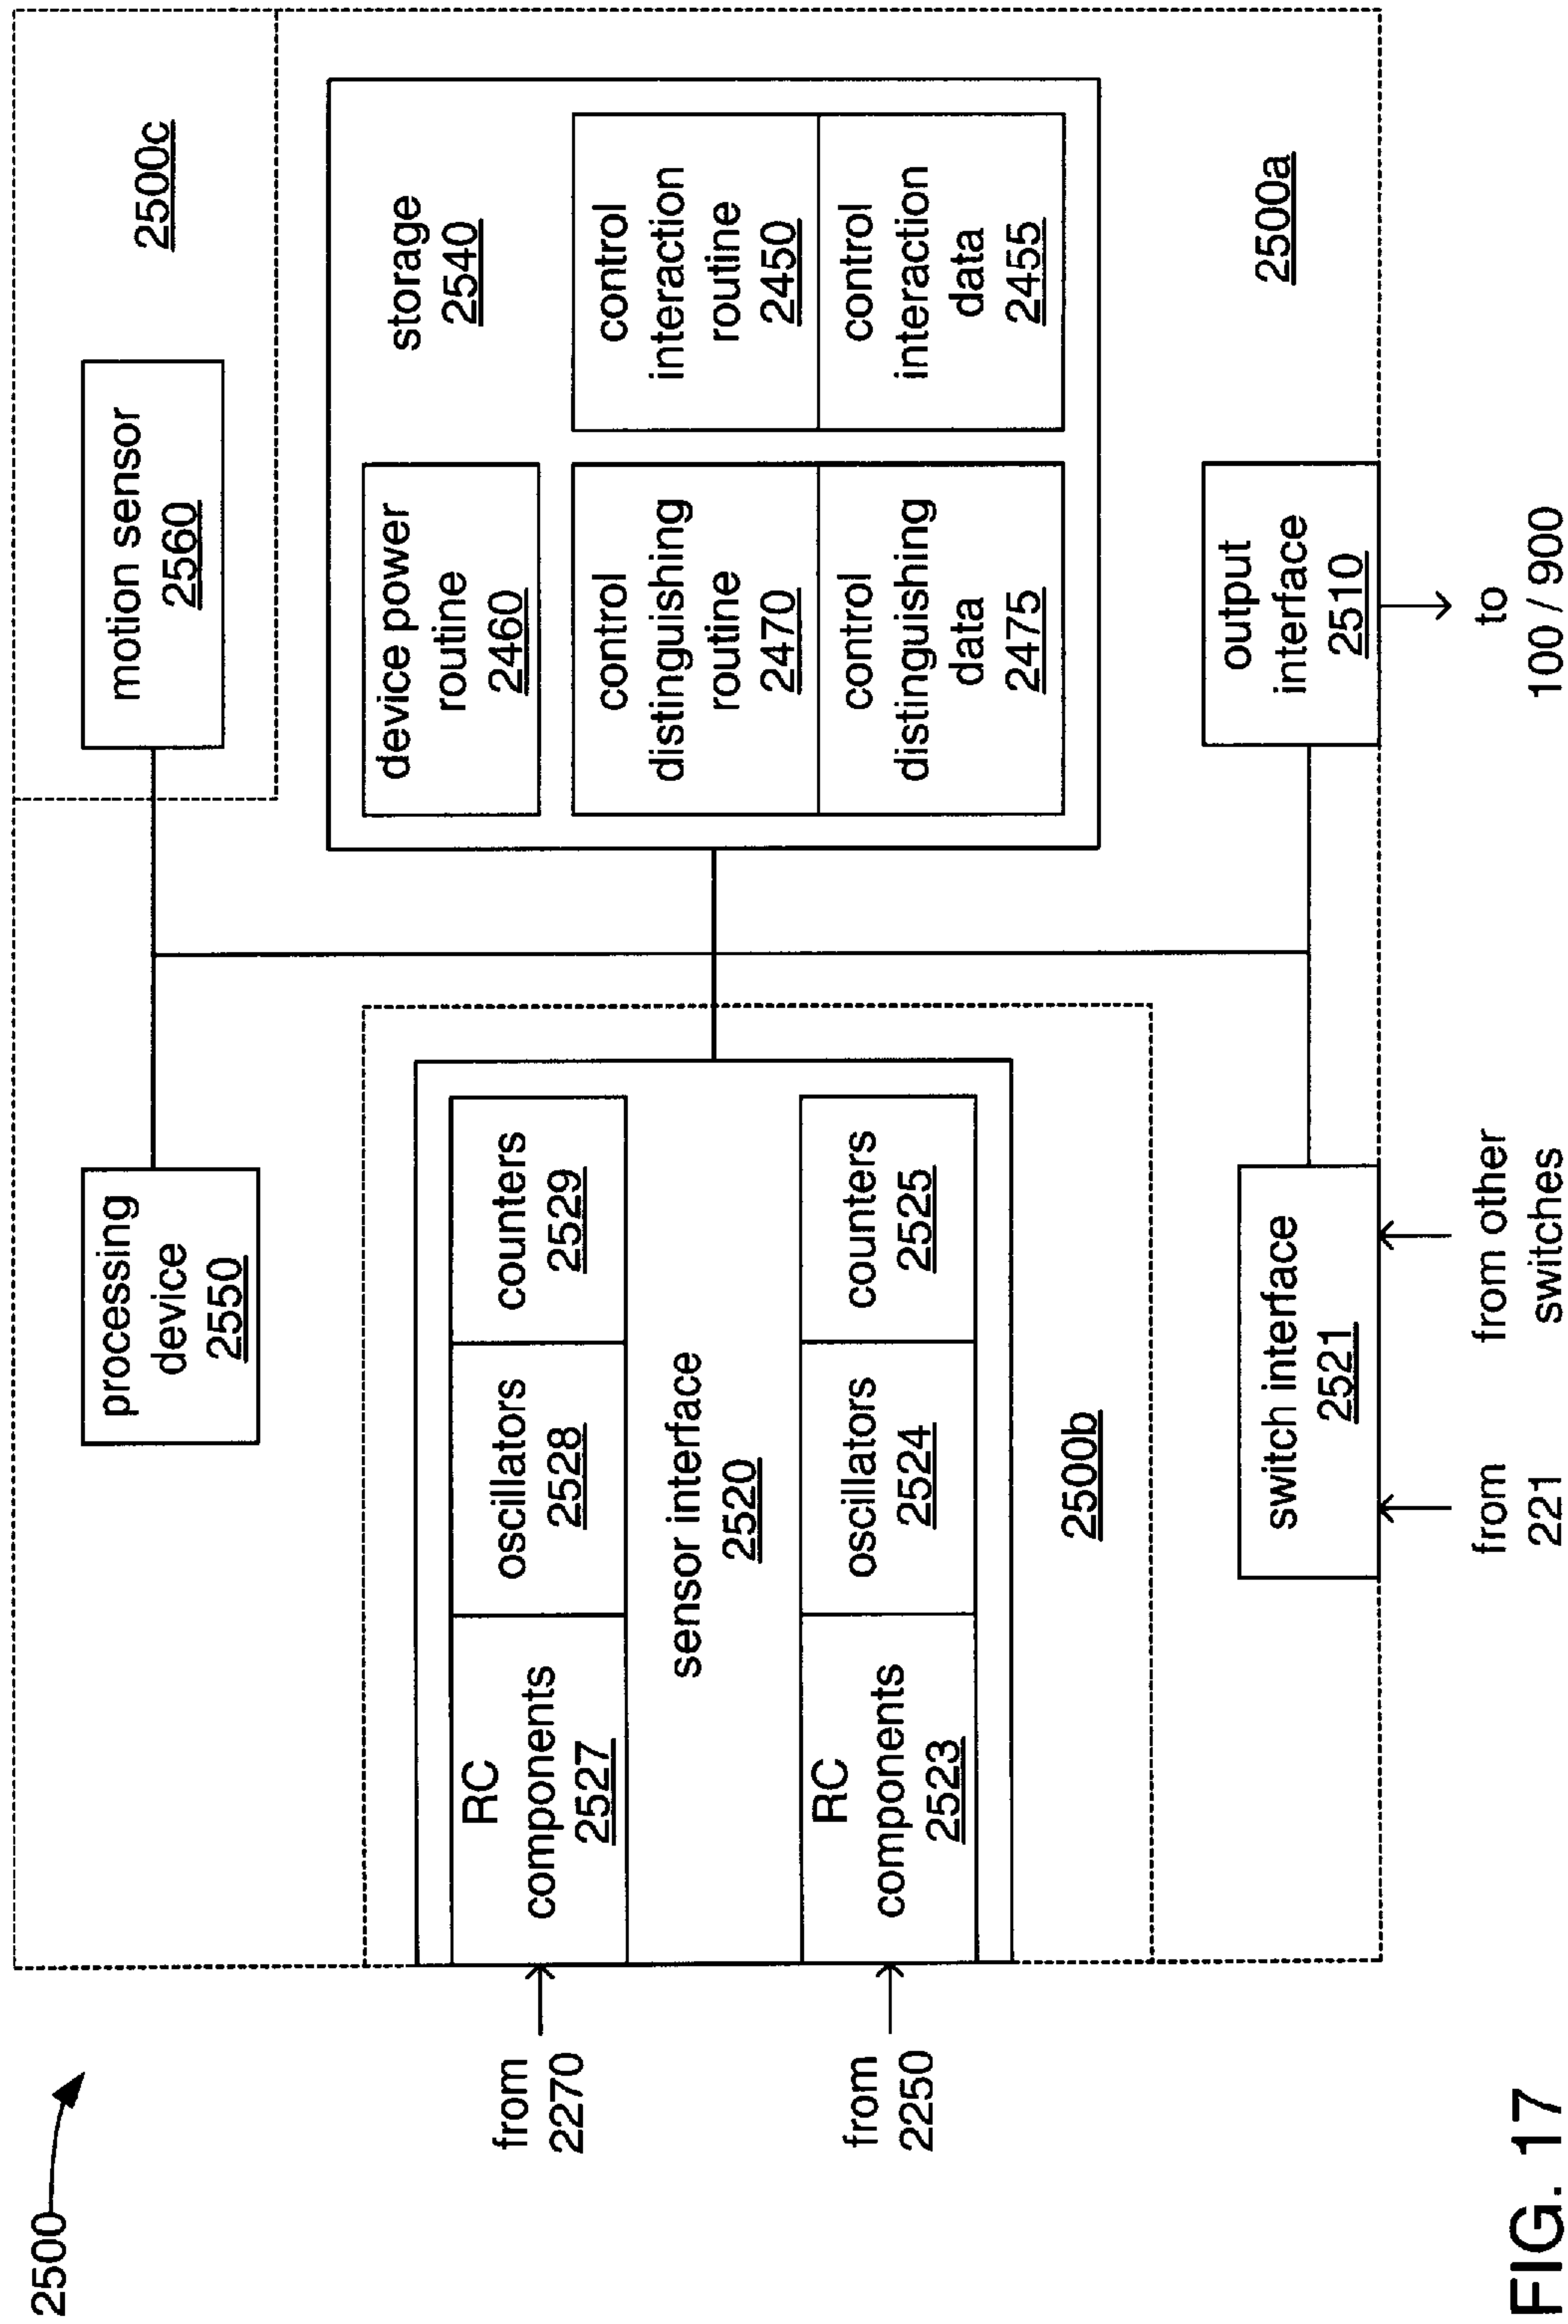 2500
processing
device
2550
motion sensor
2560
2500c
from
2270
RC
components
2527
oscillators
2528
counters
2529
sensor interface
2520
from
2250
RC
components
2523
oscillators
2524
counters
2525
2500b
storage
2540
device power
routine
2460
control
distinguishing
routine
2470
control
distinguishing
data
2475
control
interaction
routine
2450
control
interaction
data
2455
2500a
switch interface
2521
from
221
from other
switches
output
interface
2510
to
100 / 900
FIG. 17